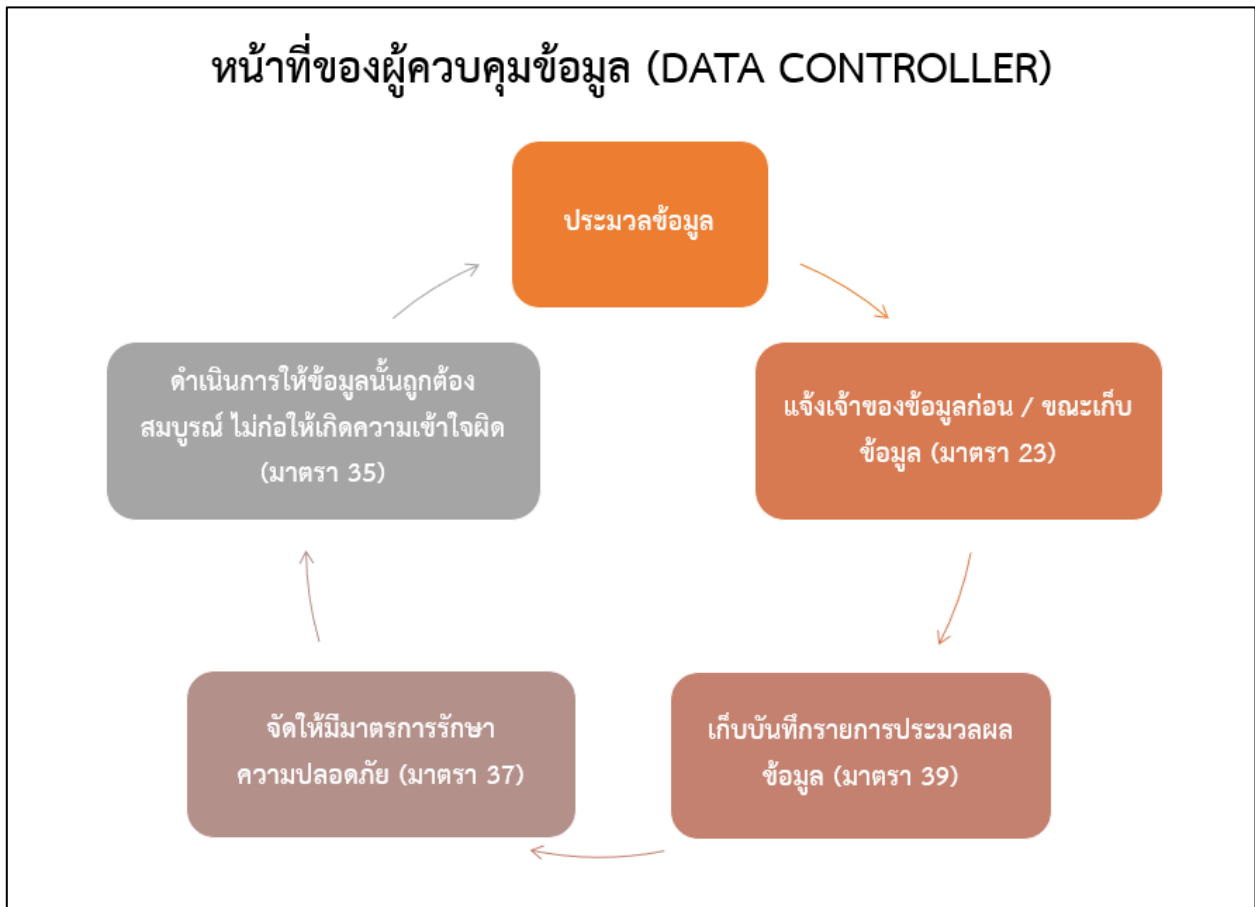 หน้าที่ของผู้ควบคุมข้อมูล (DATA CONTROLLER)
ประมวลข้อมูล
แจ้งเจ้าของข้อมูลก่อน / ขณะเก็บ
ข้อมูล (มาตรา 23)
เก็บบันทึกรายการประมวลผล
ข้อมูล (มาตรา 39)
จัดให้มีมาตรการรักษา
ความปลอดภัย (มาตรา 37)
ดำเนินการให้ข้อมูลนั้นถูกต้อง
สมบูรณ์ ไม่ก่อให้เกิดความเข้าใจผิด
(มาตรา 35)